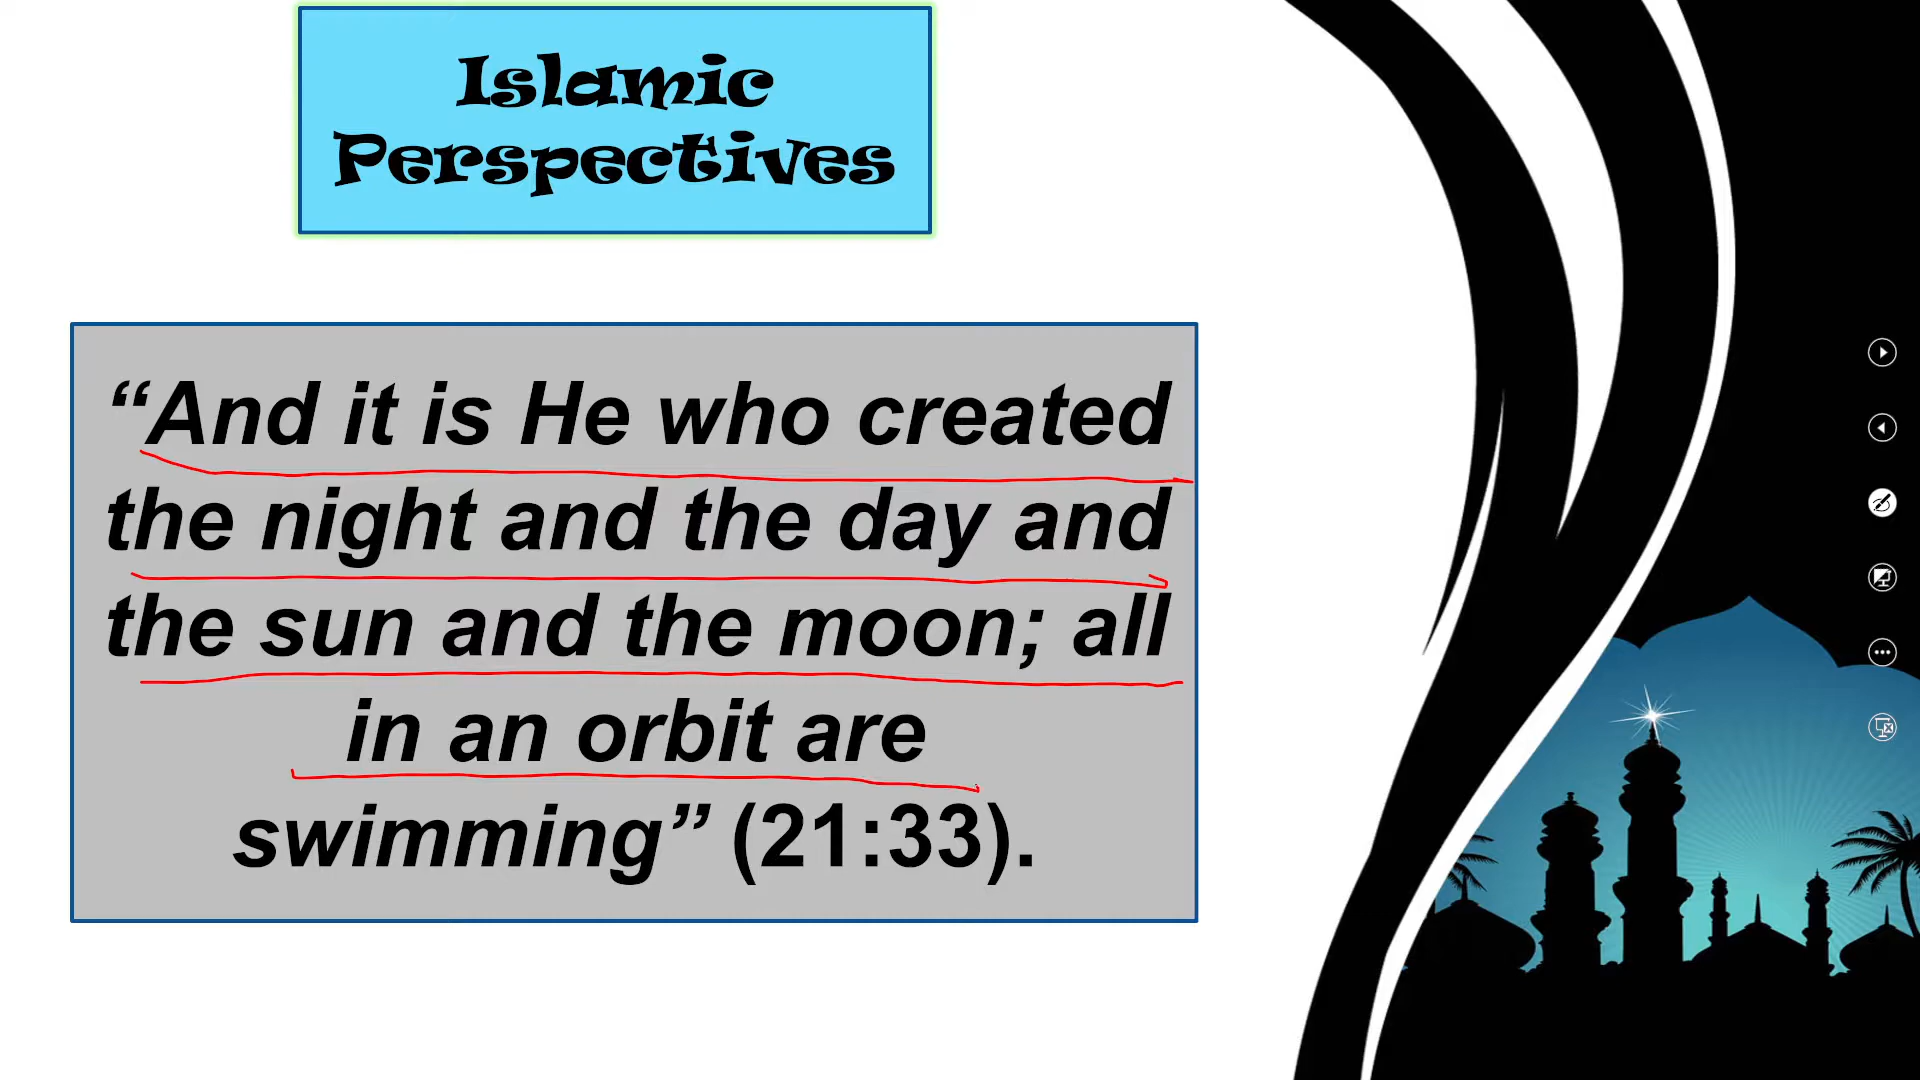 Islamic
Perspectives
“And it is He who created
the night and the day and
the sun and the moon; all
in an orbit are
swimming” (21:33).